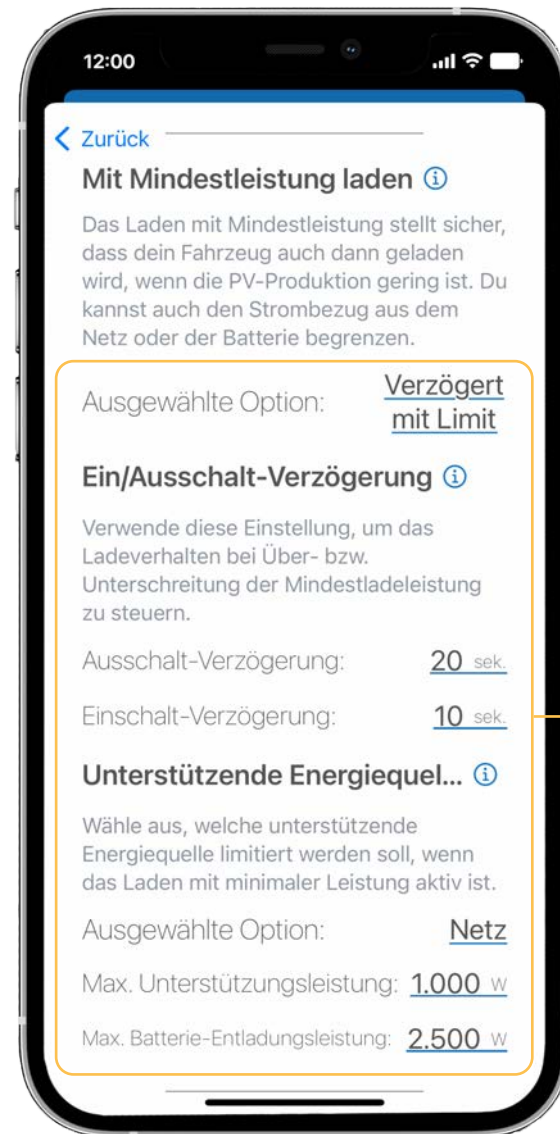 12:00
Zurück
Mit Mindestleistung laden
Das Laden mit Mindestleistung stellt sicher,
dass dein Fahrzeug auch dann geladen
wird, wenn die PV-Produktion gering ist. Du
kannst auch den Strombezug aus dem
Netz oder der Batterie begrenzen.
Ausgewählte Option: Verzögert
mit Limit
Ein/Ausschalt-Verzögerung
Verwende diese Einstellung, um das
Ladeverhalten bei Über- bzw.
Unterschreitung der Mindestladeleistung
zu steuern.
Ausschalt-Verzögerung: 20 sek.
Einschalt-Verzögerung: 10 sek.
Unterstützende Energiequel...
Wähle aus, welche unterstützende
Energiequelle limitiert werden soll, wenn
das Laden mit minimaler Leistung aktiv ist.
Ausgewählte Option: Netz
Max. Unterstützungsleistung: 1.000 W
Max. Batterie-Entladungsleistung: 2.500 W